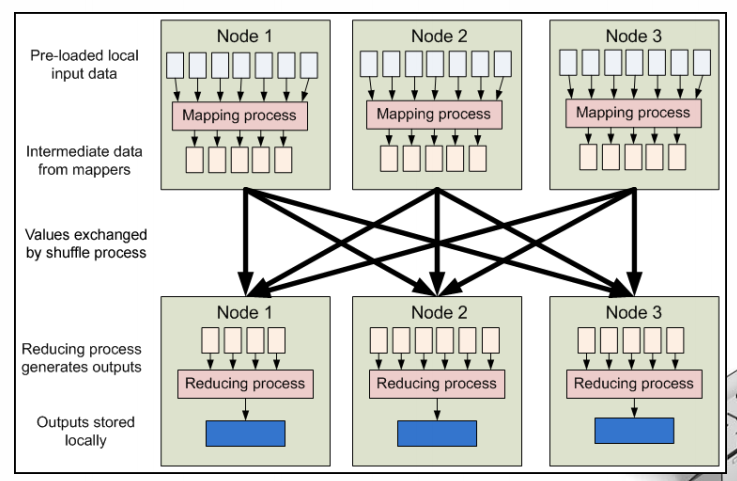 Node 1
Node 2
Node 3
Pre-loaded local
input data
Mapping process
Mapping process
Mapping process
Intermediate data
from mappers
Values exchanged
by shuffle process
Node 1
Node 2
Node 3
Reducing process
generates outputs
Reducing process
Reducing process
Reducing process
Outputs stored
locally